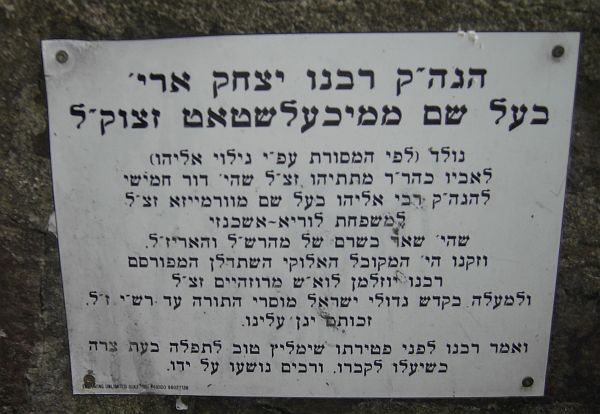 הגה״ק רבנו יצחק ארי׳
בעל שם ממיכעלשטאט זצוק״ל
נולד (לפי המסורת עפ״י גילוי אליהו)
לאביו כהר״ר מתתיהו זצ״ל שהי׳ דור חמישי
להגה״ק רבי אליהו בעל שם מוורמייזא זצ״ל
למשפחת לוריא~אשכנזי
שהי׳ שאר בשרם של מהרש״ל והאריז״ל.
וזקנו הי׳ המקובל האלוקי השתדלן המפורסם
רבנו יוזלמן לוא״ש מרוזהיים זצ״ל
ולמעלה בקדש גדולי ישראל מוסרי התורה עד רש״י ז״ל.
זכותם יגן עלינו.
ואמר רבנו לפני פטירתו שימליץ טוב לתפלה בעת צרה
כשיעלו לקברו. ורבים נושעו על ידו.
UNLIMITED